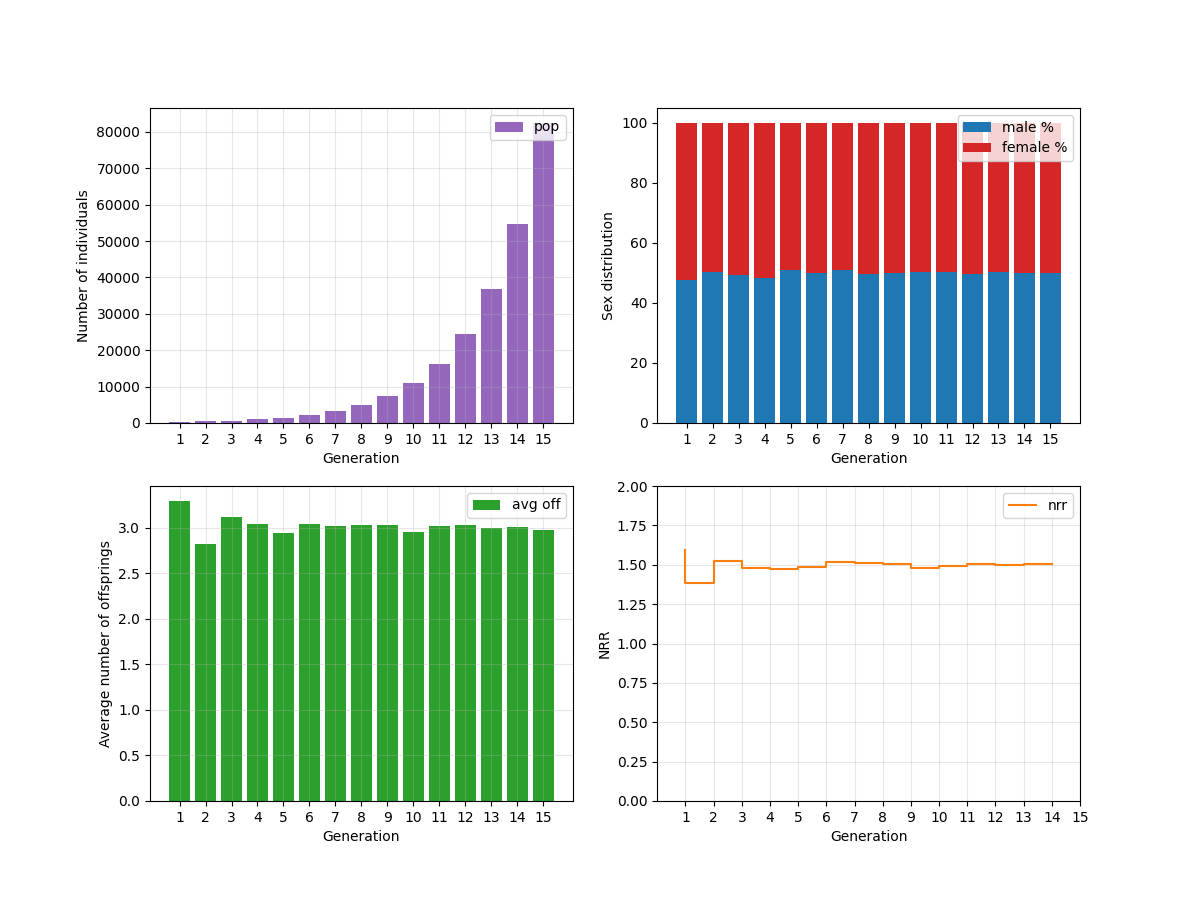 80000
70000
60000
50000
40000
30000
20000
10000
0
Number of individuals
pop
1 2 3 4 5 6 7 8 9 10 11 12 13 14 15
Generation
100
80
60
40
20
0
Sex distribution
male %
female %
1 2 3 4 5 6 7 8 9 10 11 12 13 14 15
Generation
3.0
2.5
2.0
1.5
1.0
0.5
0.0
Average number of offsprings
avg off
1 2 3 4 5 6 7 8 9 10 11 12 13 14 15
Generation
2.00
1.75
1.50
1.25
1.00
0.75
0.50
0.25
0.00
NRR
nrr
1 2 3 4 5 6 7 8 9 10 11 12 13 14 15
Generation